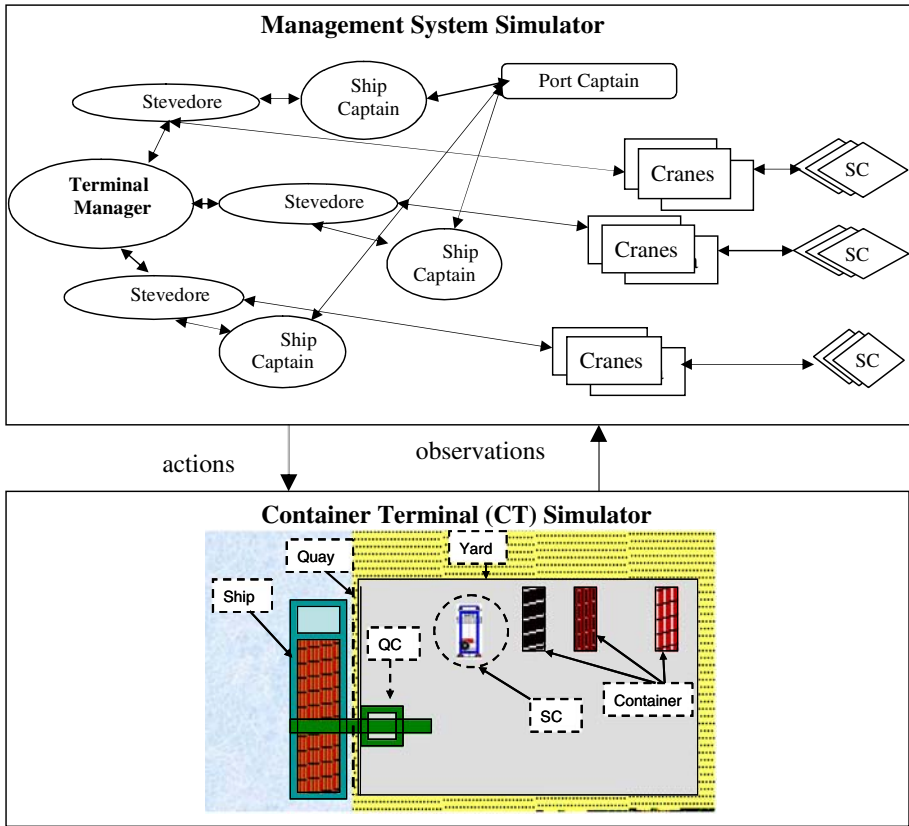 Management System Simulator
Stevedore
Ship
Captain
Port Captain
Cranes
SC
Terminal
Manager
Stevedore
Ship
Captain
Cranes
SC
Stevedore
Ship
Captain
Cranes
SC
actions
observations
Container Terminal (CT) Simulator
Quay
Yard
Ship
QC
SC
Container